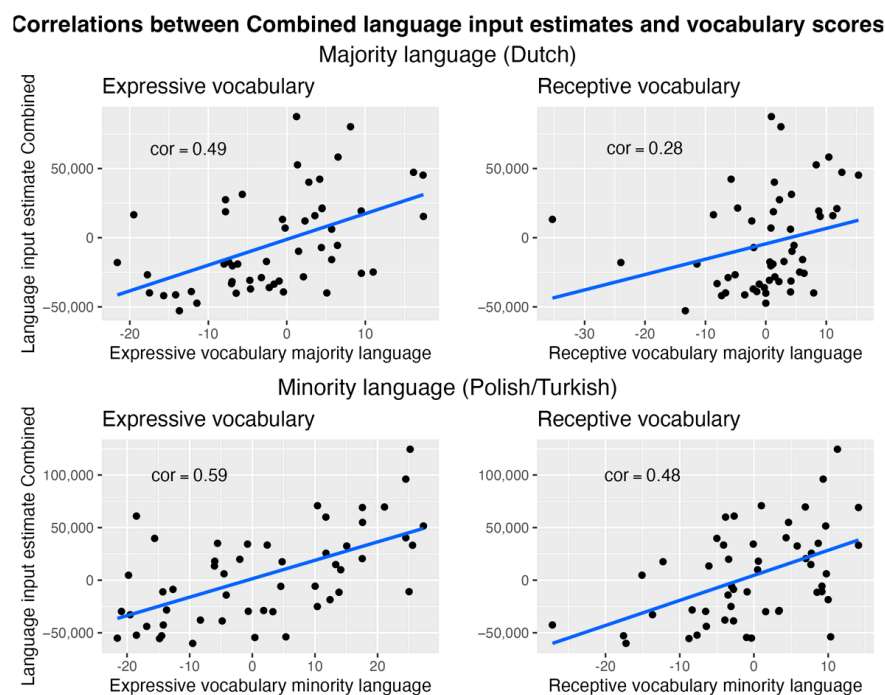 Correlations between Combined language input estimates and vocabulary scores
Majority language (Dutch)
Expressive vocabulary
Language input estimate Combined
50,000
0
−50,000
cor = 0.49
-20
-10
0
10
Expressive vocabulary majority language
Receptive vocabulary
50,000
0
−50,000
cor = 0.28
-30
-20
-10
0
10
Receptive vocabulary majority language
Minority language (Polish/Turkish)
Expressive vocabulary
Language input estimate Combined
100,000
50,000
0
−50,000
cor = 0.59
-20
-10
0
10
20
Expressive vocabulary minority language
Receptive vocabulary
100,000
50,000
0
−50,000
cor = 0.48
-20
-10
0
10
Receptive vocabulary minority language